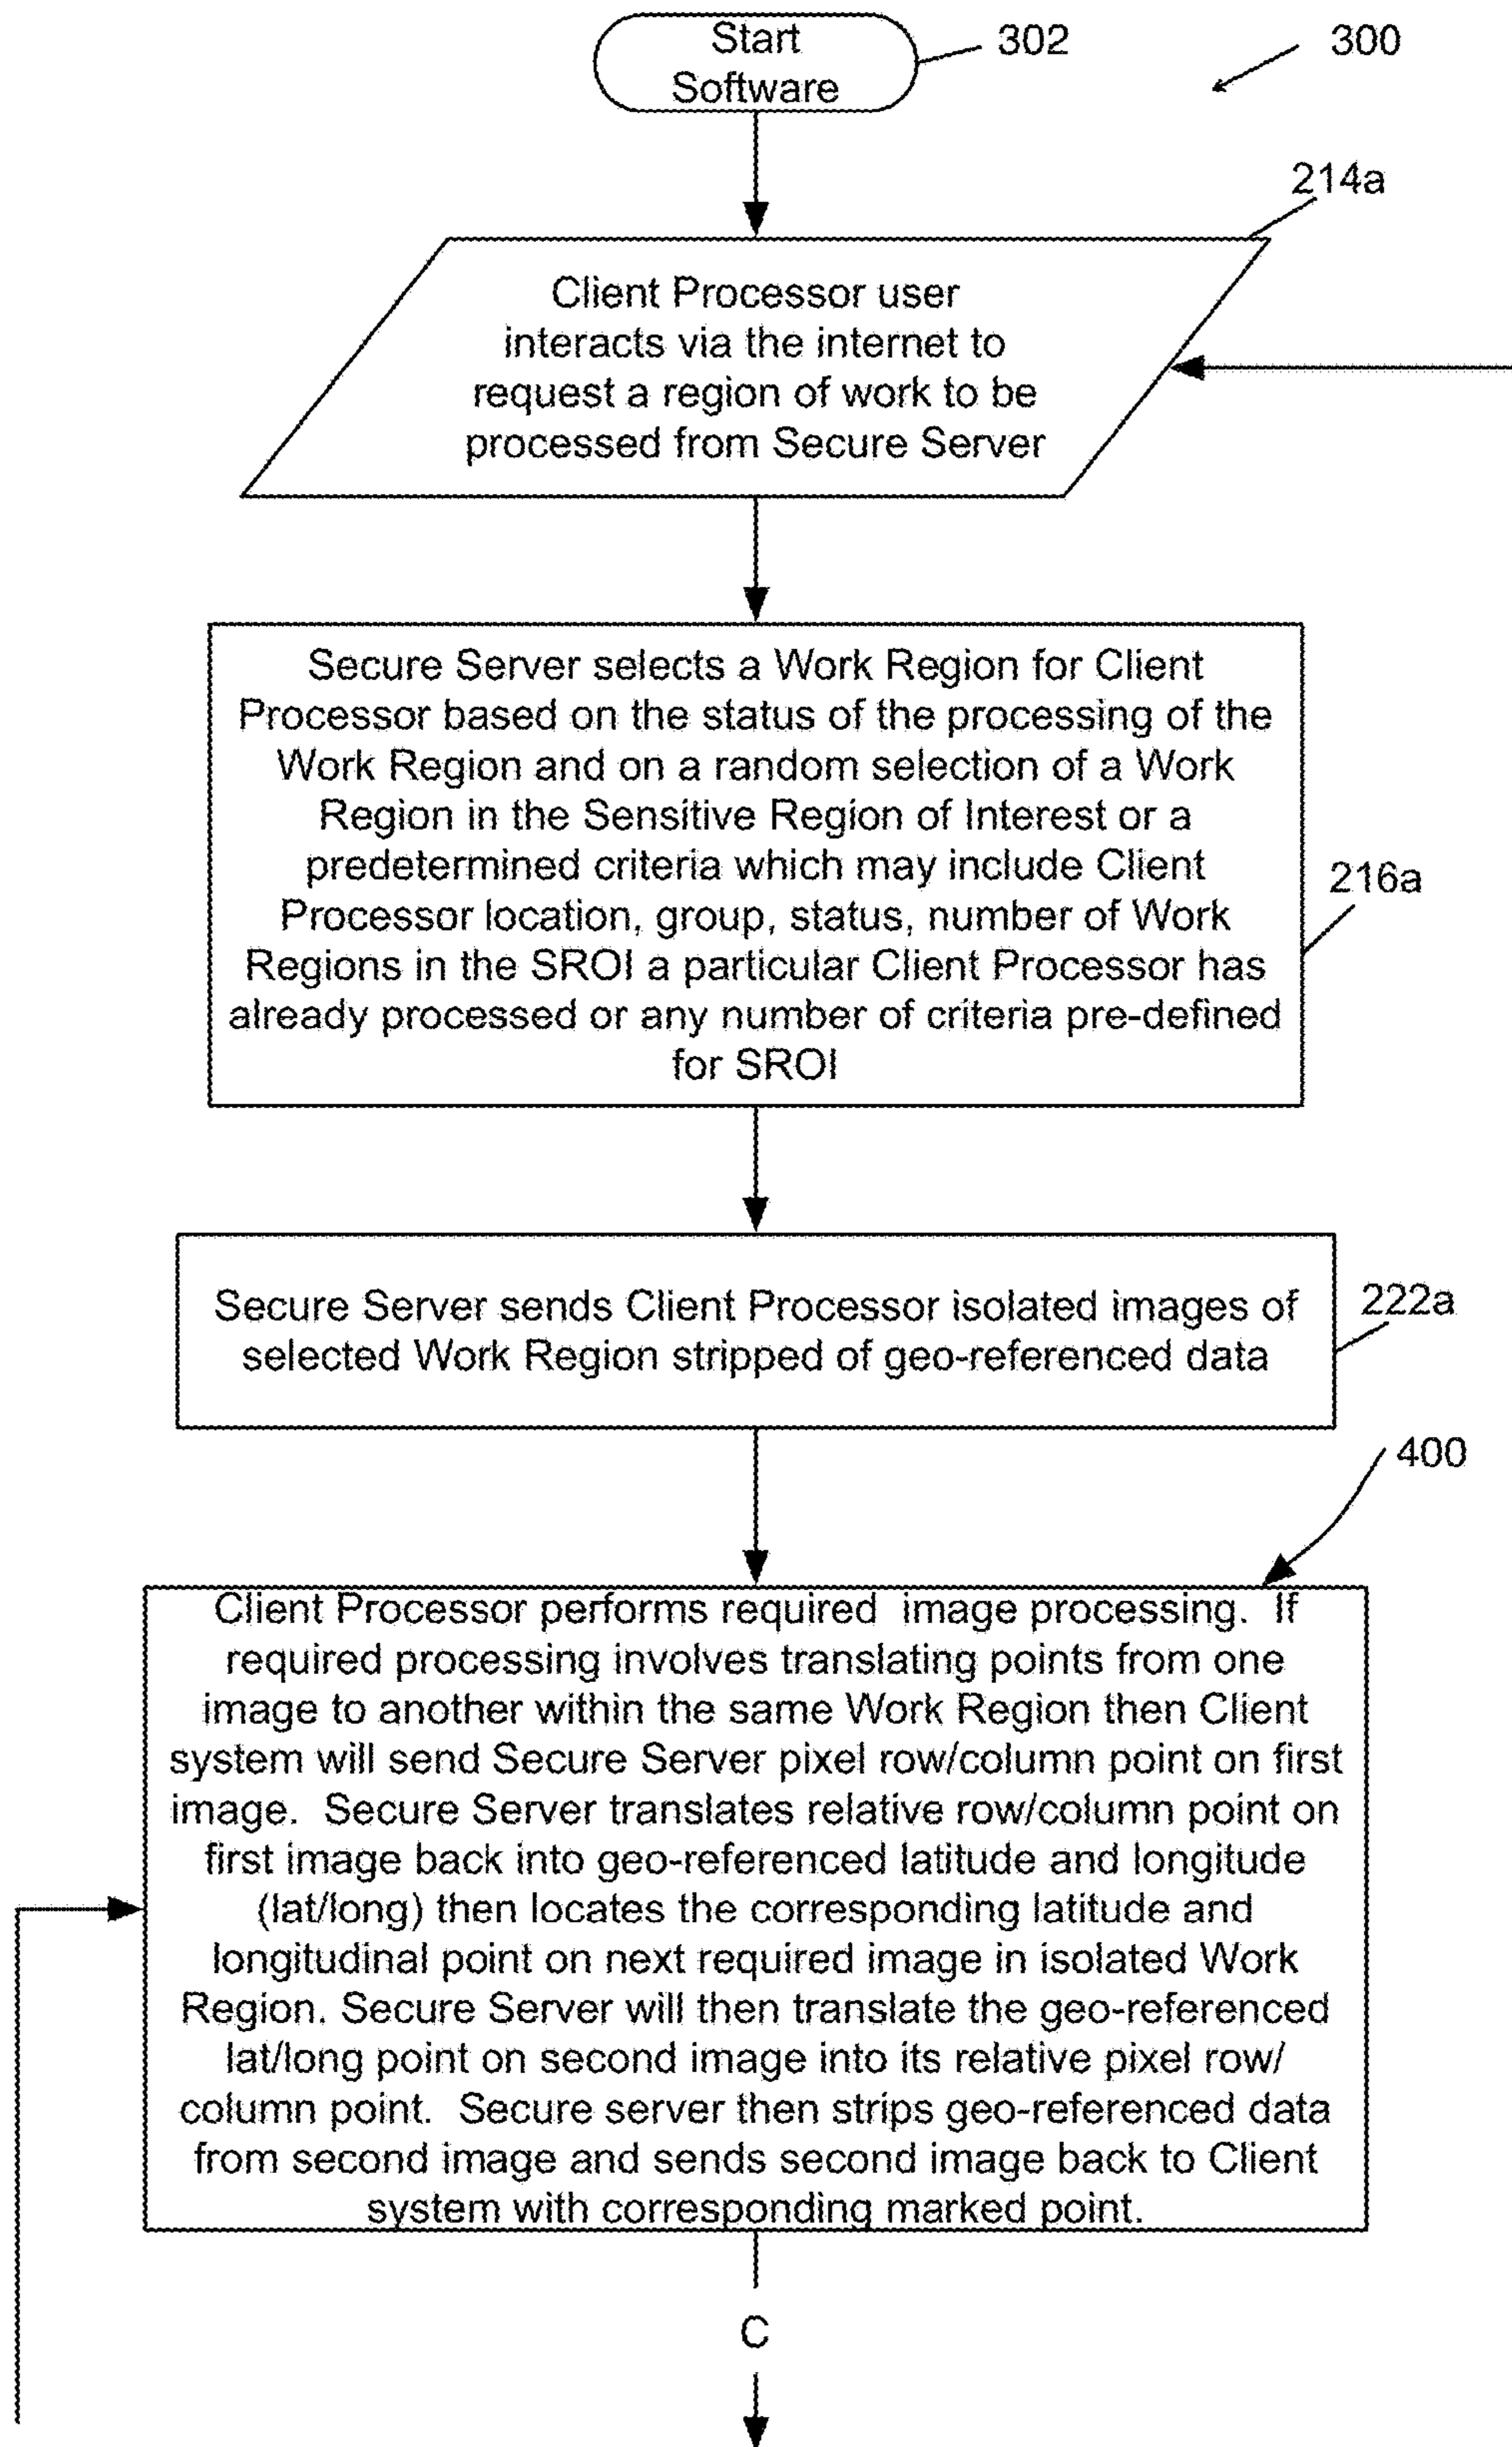 Start
Software
302
300
214a
Client Processor user
interacts via the internet to
request a region of work to be
processed from Secure Server
Secure Server selects a Work Region for Client
Processor based on the status of the processing of the
Work Region and on a random selection of a Work
Region in the Sensitive Region of Interest or a
predetermined criteria which may include Client
Processor location, group, status, number of Work
Regions in the SROI a particular Client Processor has
already processed or any number of criteria pre-defined
for SROI
216a
Secure Server sends Client Processor isolated images of
selected Work Region stripped of geo-referenced data
222a
400
Client Processor performs required image processing. If
required processing involves translating points from one
image to another within the same Work Region then Client
system will send Secure Server pixel row/column point on first
image. Secure Server translates relative row/column point on
first image back into geo-referenced latitude and longitude
(lat/long) then locates the corresponding latitude and
longitudinal point on next required image in isolated Work
Region. Secure Server will then translate the geo-referenced
lat/long point on second image into its relative pixel row/
column point. Secure server then strips geo-referenced data
from second image and sends second image back to Client
system with corresponding marked point.
C